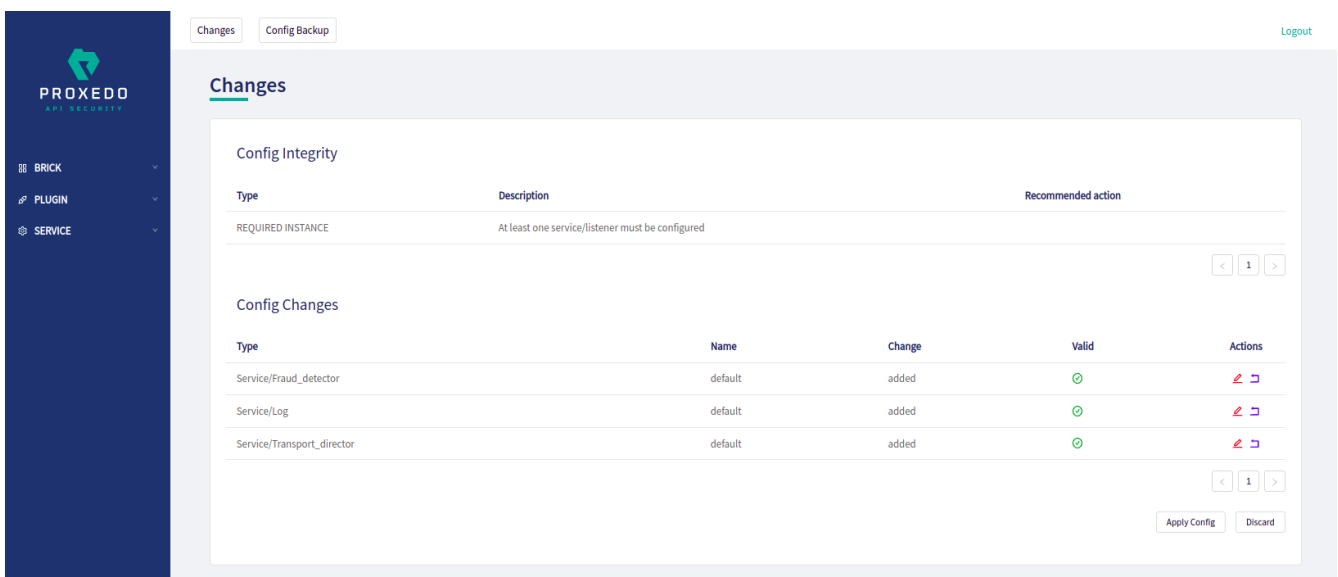 Changes Config Backup Logout
PROXEDO
API SECURITY
BRICK
PLUGIN
SERVICE
Changes
Config Integrity
Type Description Recommended action
REQUIRED INSTANCE At least one service/listener must be configured
< 1 >
Config Changes
Type Name Change Valid Actions
Service/Fraud_detector default added
Service/Log default added
Service/Transport_director default added
< 1 >
Apply Config Discard